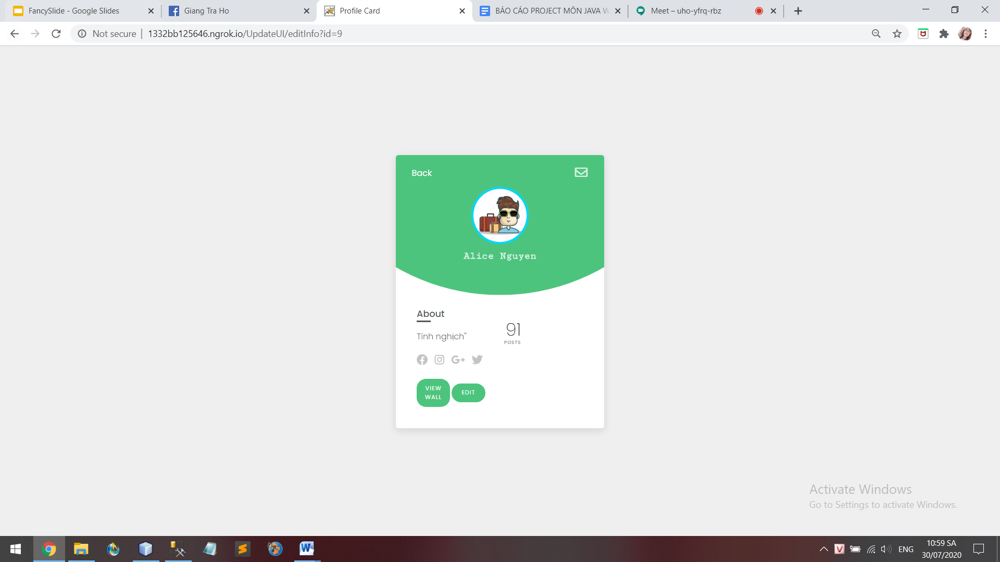 FancySlide - Google Slides
Giang Tra Ho
Profile Card
BÁO CÁO PROJECT MÔN JAVA W
Meet – uho-yfrq-rbz
Not secure
1332bb125646.ngrok.io/UpdateUI/editInfo?id=9
Back
Alice Nguyen
About
Tinh nghịch"
91
POSTS
VIEW
WALL
EDIT
Activate Windows
Go to Settings to activate Windows.
ENG
10:59 SA
30/07/2020